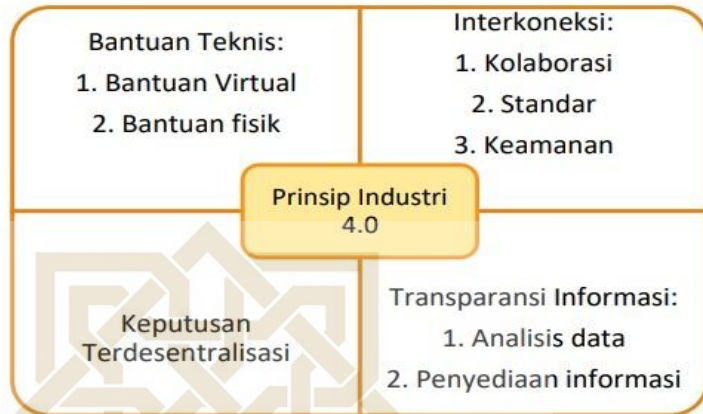 Bantuan Teknis:
1. Bantuan Virtual
2. Bantuan fisik
Interkoneksi:
1. Kolaborasi
2. Standar
3. Keamanan
Prinsip Industri
4.0
Keputusan
Terdesentralisasi
Transparansi Informasi:
1. Analisis data
2. Penyediaan informasi